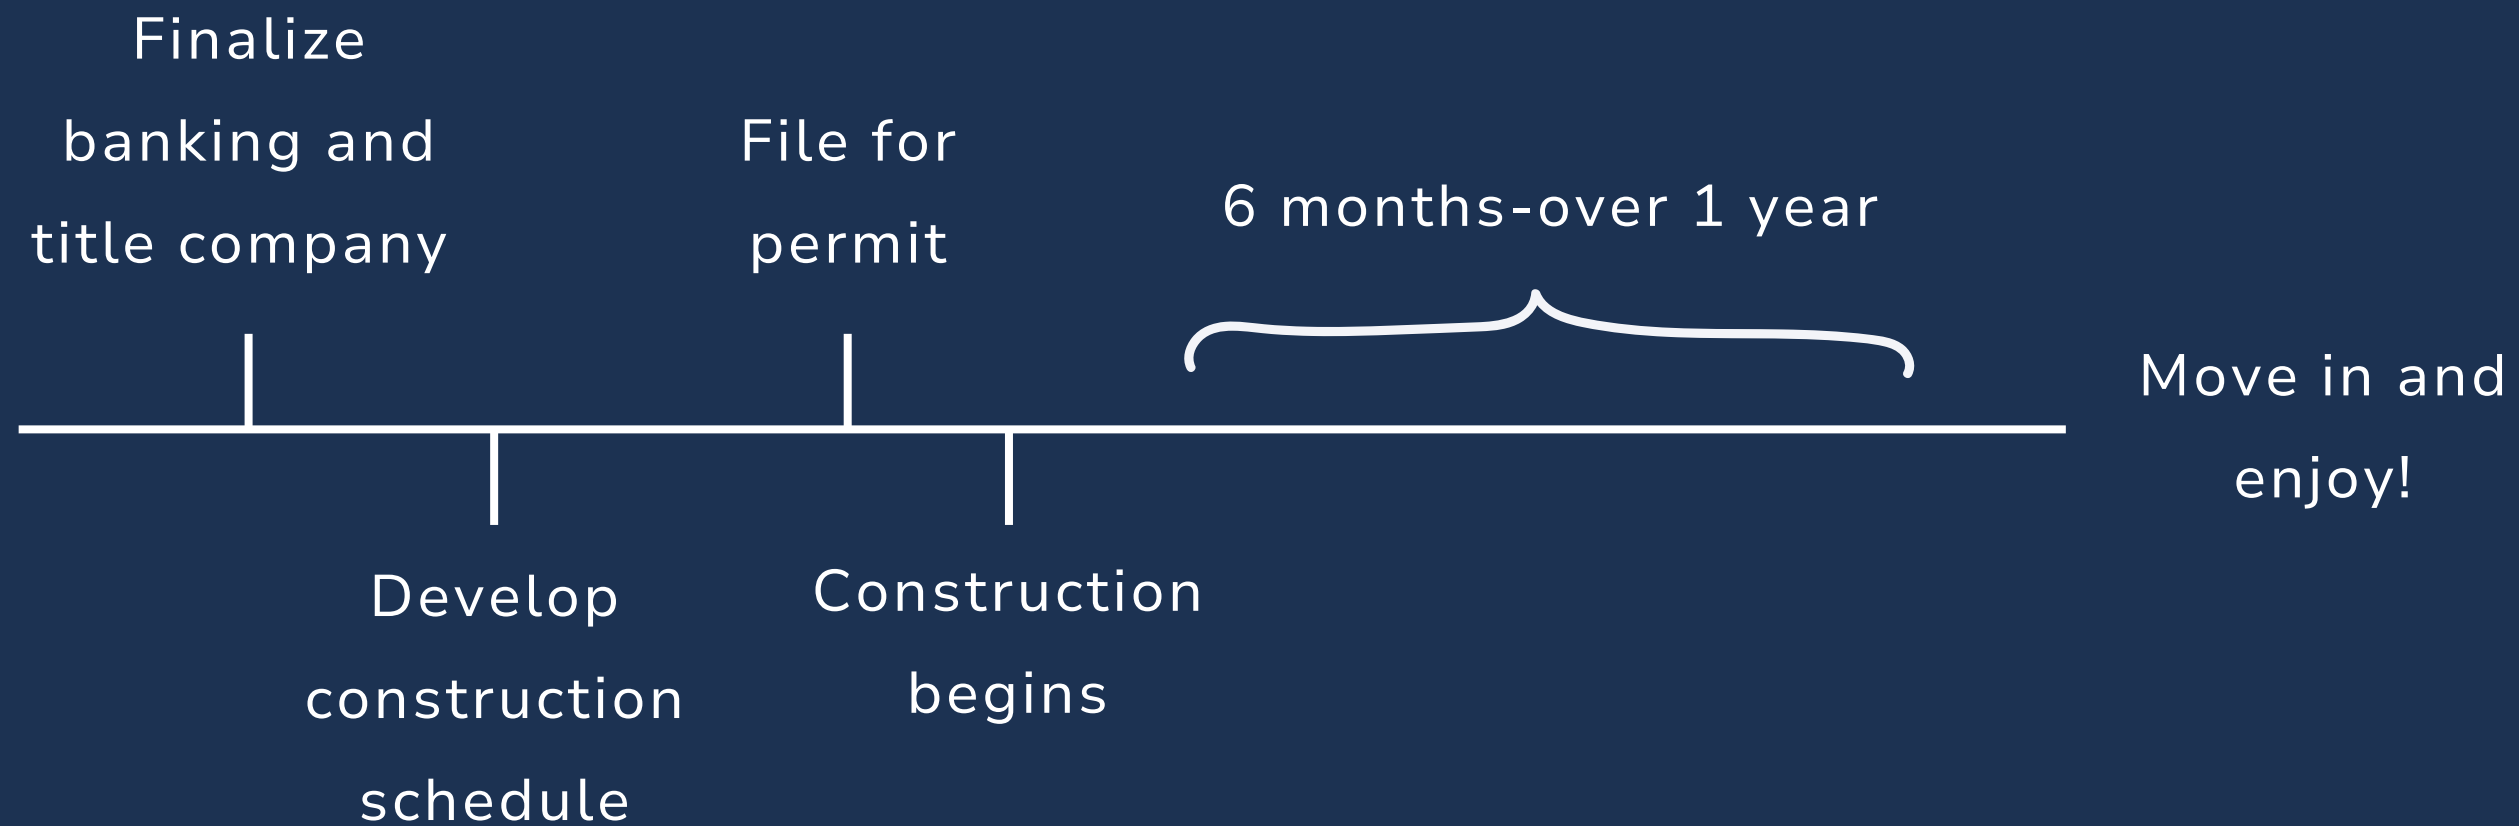 Finalize
banking and
title company
Develop
construction
schedule
File for
permit
Construction
begins
6 months-over 1 year
Move in and
enjoy!